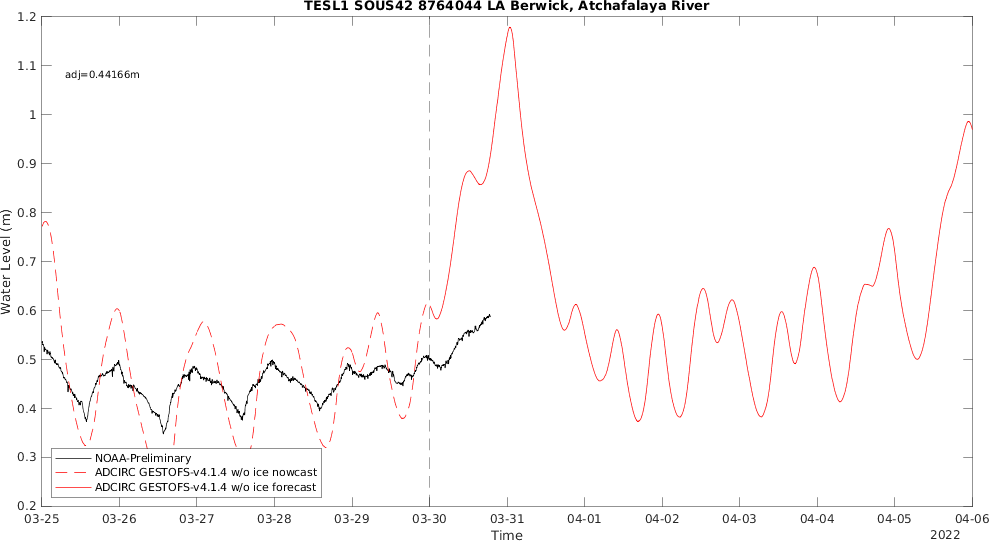 TESL1 SOUS42 8764044 LA Berwick, Atchafalaya River
adj=0.44166m
Water Level (m)
1.2
1.1
1
0.9
0.8
0.7
0.6
0.5
0.4
0.3
0.2
NOAA-Preliminary
ADCIRC GESTOFS-v4.1.4 w/o ice nowcast
ADCIRC GESTOFS-v4.1.4 w/o ice forecast
03-25 03-26 03-27 03-28 03-29 03-30 03-31 04-01 04-02 04-03 04-04 04-05 04-06
Time
2022